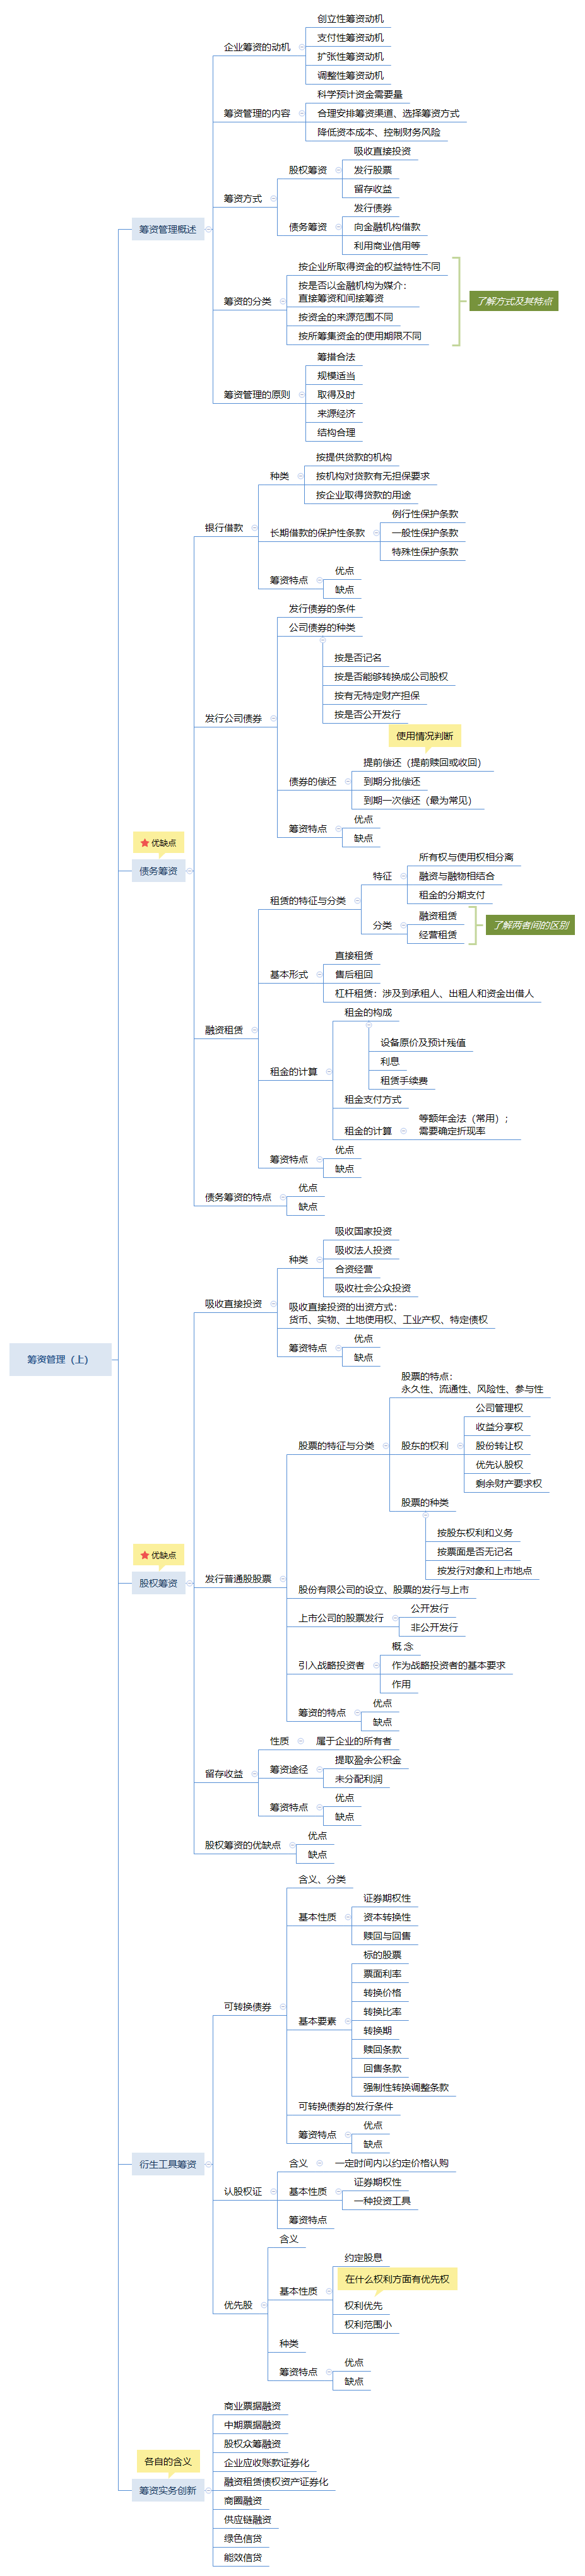 创立性筹资动机
支付性筹资动机
企业筹资的动机
扩张性筹资动机
调整性筹资动机
科学预计资金需要量
筹资管理的内容
合理安排筹资渠道、选择筹资方式
降低资本成本、控制财务风险
吸收直接投资
股权筹资
发行股票
留存收益
筹资方式
发行债券
债务筹资
向金融机构借款
利用商业信用等
筹资管理概述
按企业所取得资金的权益特性不同
按是否以金融机构为媒介：
直接筹资和间接筹资
筹资的分类
了解方式及其特点
按资金的来源范围不同
按所筹集资金的使用期限不同
筹措合法
规模适当
筹资管理的原则
取得及时
来源经济
结构合理
按提供贷款的机构
种类
按机构对贷款有无担保要求
按企业取得贷款的用途
例行性保护条款
银行借款
长期借款的保护性条款
一般性保护条款
特殊性保护条款
优点
筹资特点
缺点
发行债券的条件
公司债券的种类
按是否记名
按是否能够转换成公司股权
按有无特定财产担保
按是否公开发行
发行公司债券
使用情况判断
提前偿还（提前赎回或收回）
债券的偿还
到期分批偿还
到期一次偿还（最为常见）
优点
筹资特点
缺点
优缺点
债务筹资
所有权与使用权相分离
特征
融资与融物相结合
租金的分期支付
租赁的特征与分类
融资租赁
分类
经营租赁
了解两者间的区别
直接租赁
基本形式
售后租回
杠杆租赁：涉及到承租人、出租人和资金出借人
融资租赁
租金的构成
设备原价及预计残值
利息
租赁手续费
租金的计算
租金支付方式
租金的计算
等额年金法（常用）；
需要确定折现率
优点
筹资特点
缺点
债务筹资的特点
优点
缺点
筹资管理（上）
吸收国家投资
种类
吸收法人投资
合资经营
吸收社会公众投资
吸收直接投资
吸收直接投资的出资方式：
货币、实物、土地使用权、工业产权、特定债权
优点
筹资特点
缺点
股票的特点：
永久性、流通性、风险性、参与性
公司管理权
收益分享权
股票的特征与分类
股东的权利
股份转让权
优先认股权
剩余财产要求权
股票的种类
按股东权利和义务
按票面是否无记名
按发行对象和上市地点
优缺点
股权筹资
发行普通股股票
股份有限公司的设立、股票的发行与上市
公开发行
上市公司的股票发行
非公开发行
概 念
引入战略投资者
作为战略投资者的基本要求
作用
优点
筹资的特点
缺点
性质
属于企业的所有者
留存收益
筹资途径
提取盈余公积金
未分配利润
优点
筹资特点
缺点
股权筹资的优缺点
优点
缺点
含义、分类
证券期权性
基本性质
资本转换性
赎回与回售
标的股票
票面利率
转换价格
可转换债券
转换比率
基本要素
转换期
赎回条款
回售条款
强制性转换调整条款
可转换债券的发行条件
优点
筹资特点
缺点
衍生工具筹资
含义
一定时间内以约定价格认购
认股权证
证券期权性
基本性质
一种投资工具
筹资特点
含义
约定股息
在什么权利方面有优先权
基本性质
权利优先
优先股
权利范围小
种类
优点
筹资特点
缺点
商业票据融资
中期票据融资
股权众筹融资
各自的含义
企业应收账款证券化
筹资实务创新
融资租赁债权资产证券化
商圈融资
供应链融资
绿色信贷
能效信贷